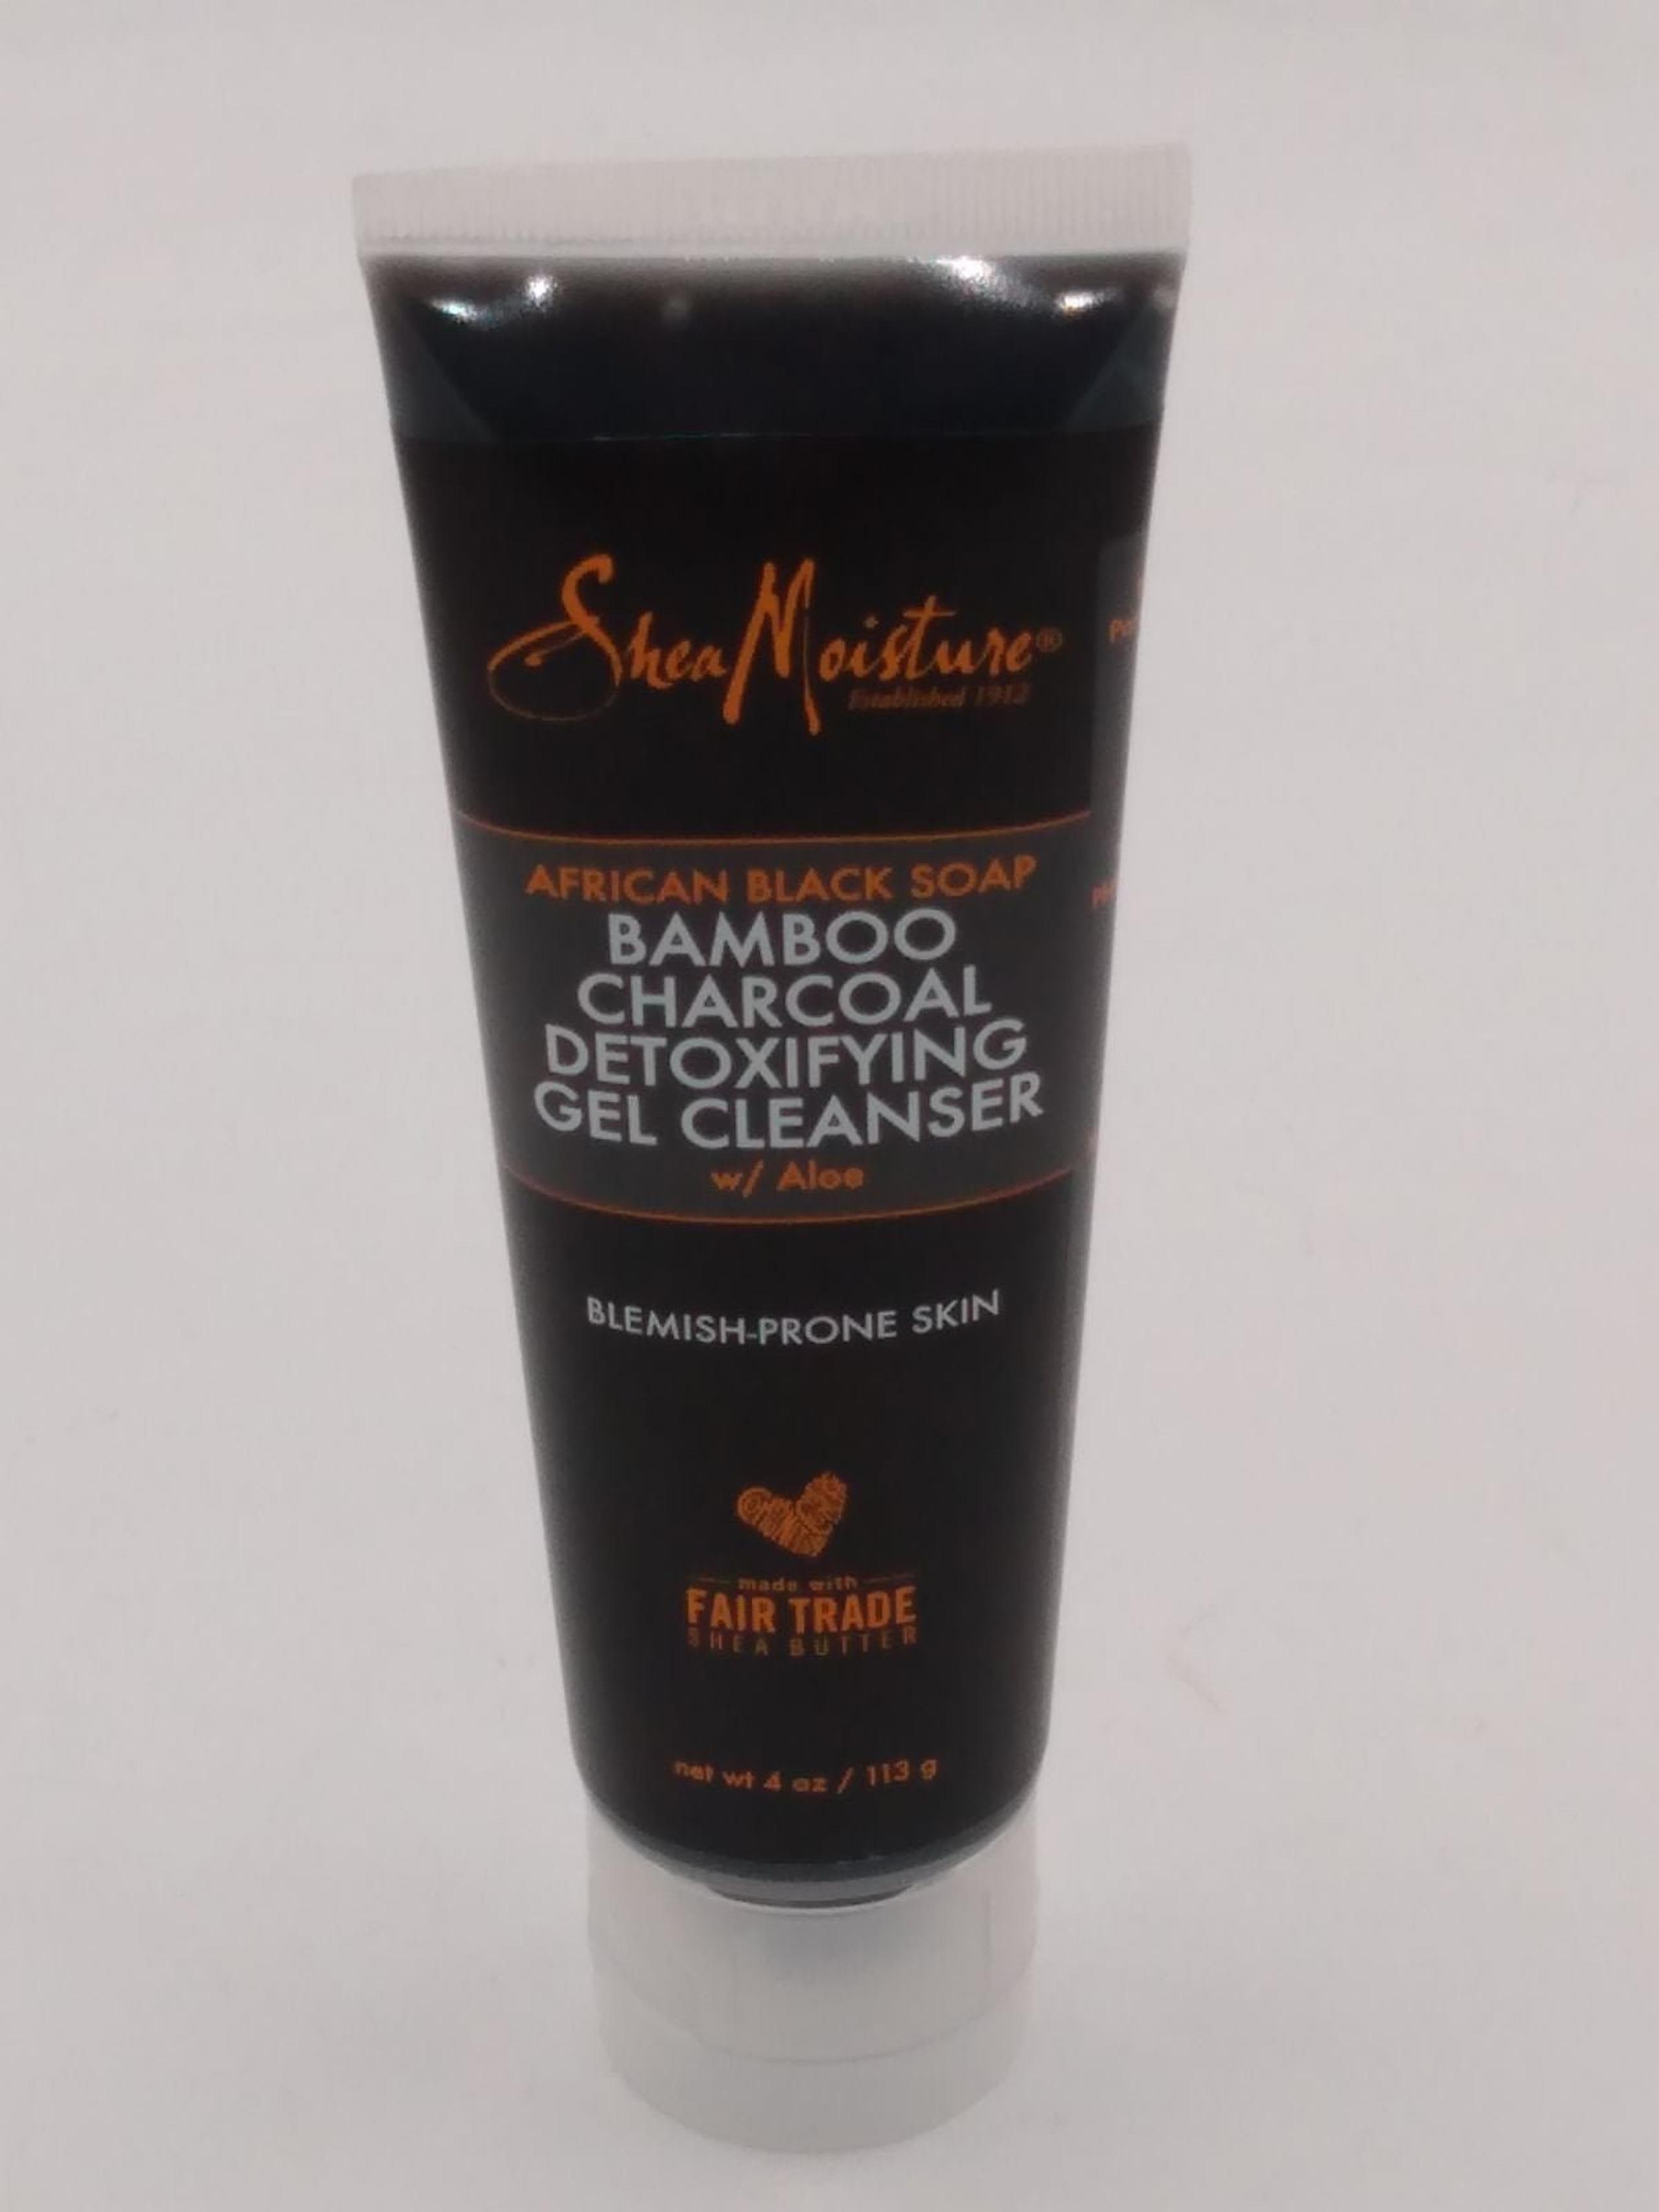 SheaMoisture®
Established 1912
AFRICAN BLACK SOAP
BAMBOO
CHARCOAL
DETOXIFYING
GEL CLEANSER
w/ Aloe
BLEMISH-PRONE SKIN
made with
FAIR TRADE
SHEA BUTTER
net wt 4 oz / 113 g